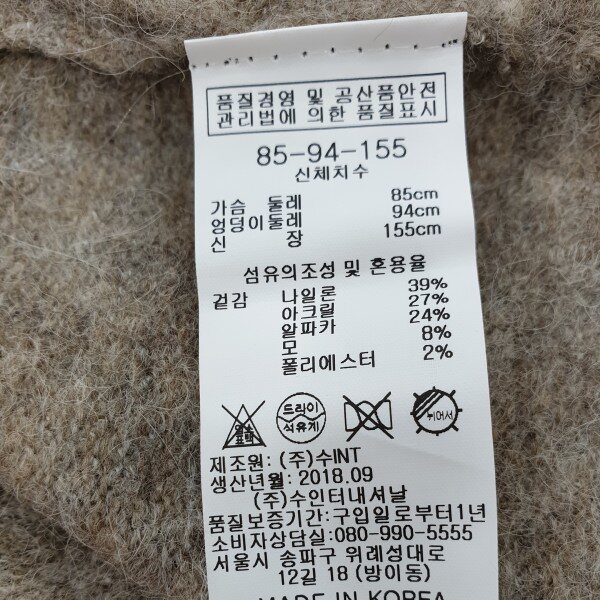 품질경영 및 공산품안전
관리법에 의한 품질표시
85-94-155
신체치수
가슴 둘레 85cm
엉덩이둘레 94cm
신 장 155cm
섬유의조성 및 혼용율
겉감 나일론 39%
아크릴 27%
알파카 24%
모 8%
폴리에스터 2%
드라이
석유계
뉘어서
제조원: (주)수INT
생산년월: 2018.09
(주)수인터내셔날
품질보증기간:구입일로부터1년
소비자상담실:080-990-5555
서울시 송파구 위례성대로
12길 18 (방이동)
MADE IN KOREA